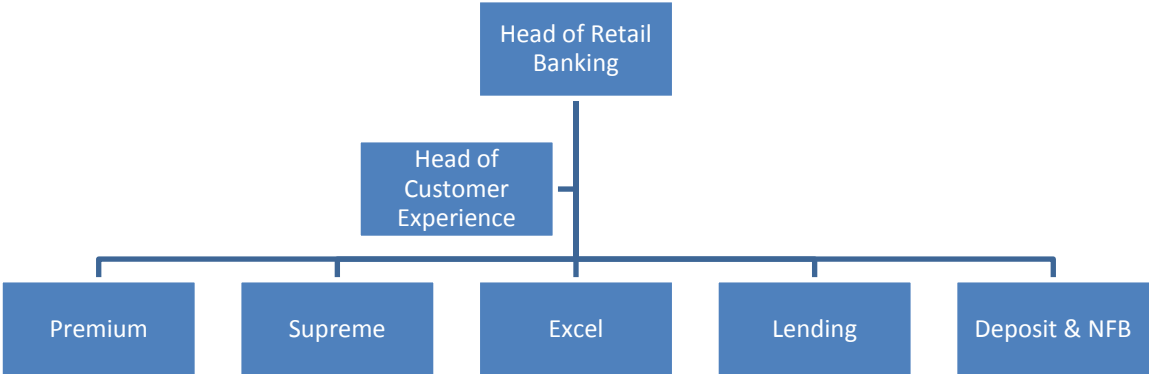 Head of Retail
Banking
Head of
Customer
Experience
Premium
Supreme
Excel
Lending
Deposit & NFB